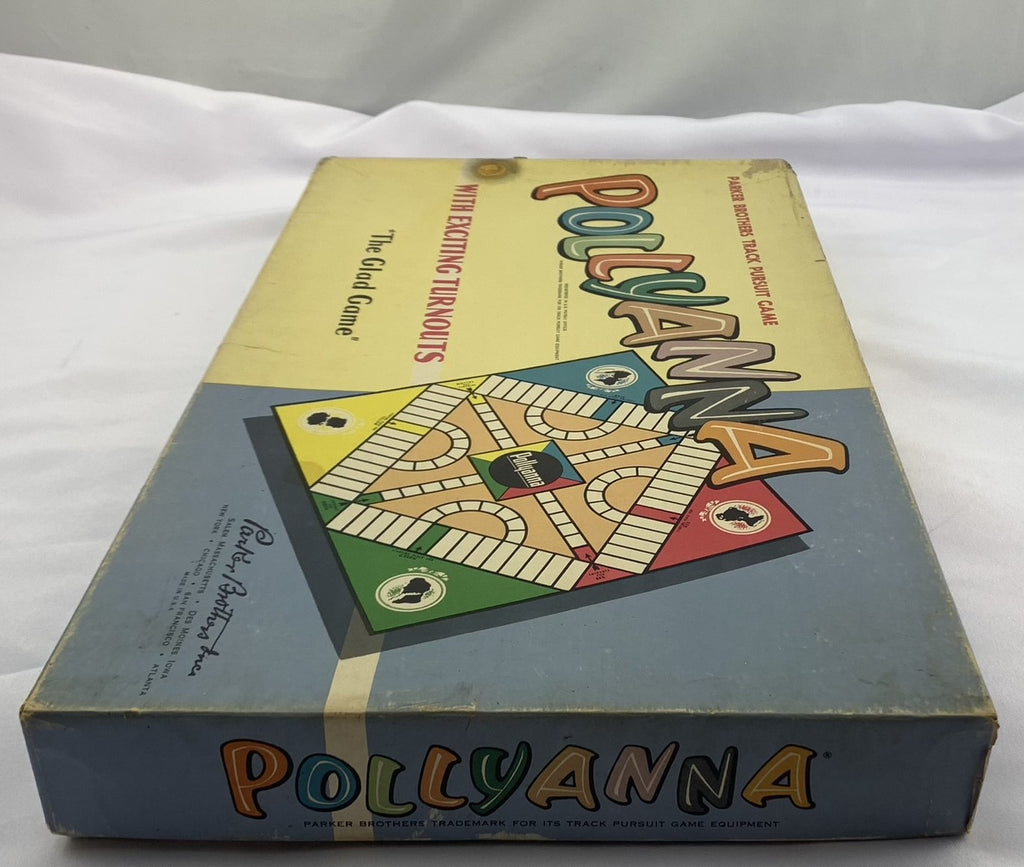 PARKER BROTHERS TRACK PURSUIT GAME
POLLYANNA
WITH EXCITING TURNOUTS
"The Glad Game"
Pollyanna
Parker Brothers Inc
SALEM MASSACHUSETTS
NEW YORK • CHICAGO • DES MOINES IOWA
SAN FRANCISCO • ATLANTA
MADE IN U.S.A.
POLLYANNA®
PARKER BROTHERS TRADEMARK FOR ITS TRACK PURSUIT GAME EQUIPMENT